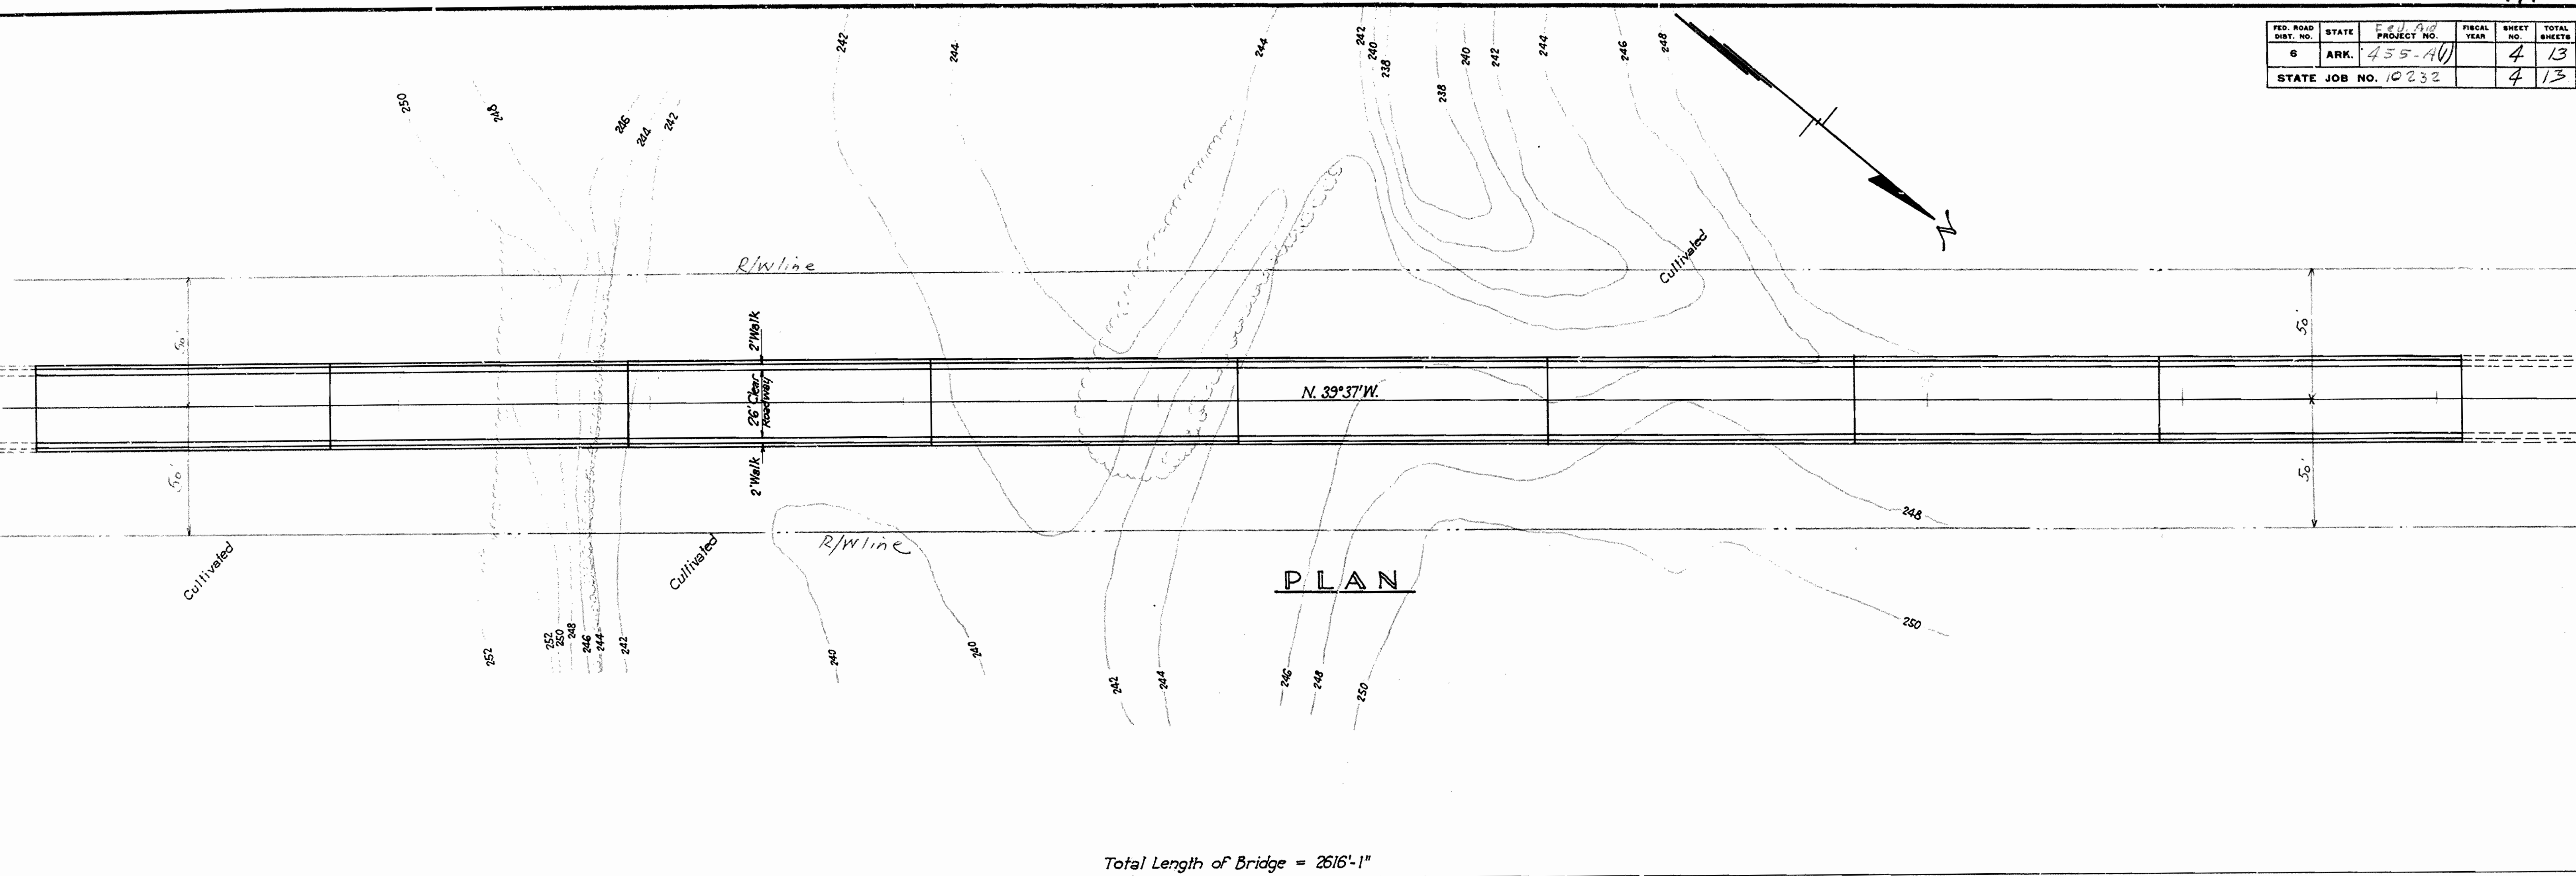 FED. ROAD DIST. NO. STATE Fed. Aid PROJECT NO. FISCAL YEAR SHEET NO. TOTAL SHEETS
6 ARK. 455-A(1) 4 13
STATE JOB NO. 10232 4 13
242 244 244 242 240 238 238 240 242 244 246 248
250 248 246 244 242
N
R/W line
Cultivated
50'
50'
2' Walk
26' Clear Roadway
2' Walk
N. 39°37' W.
50'
50'
248
R/W line
Cultivated
Cultivated
PLAN
250
252 252 250 248 246 244 242 240 240 242 244 246 248 250
Total Length of Bridge = 2616'-1"